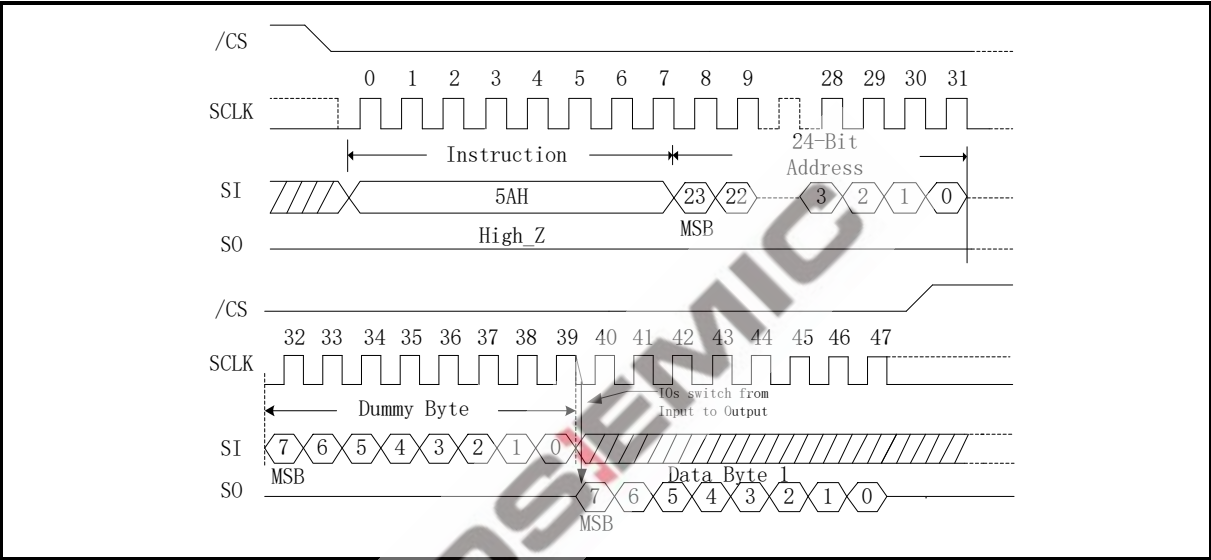 /CS
0 1 2 3 4 5 6 7 8 9 28 29 30 31
SCLK
Instruction 24-Bit Address
SI 5AH 23 22 3 2 1 0
MSB
SO High_Z
/CS
32 33 34 35 36 37 38 39 40 41 42 43 44 45 46 47
SCLK
IOs switch from
Dummy Byte Input to Output
SI 7 6 5 4 3 2 1 0
MSB Data Byte 1
SO 7 6 5 4 3 2 1 0
MSB